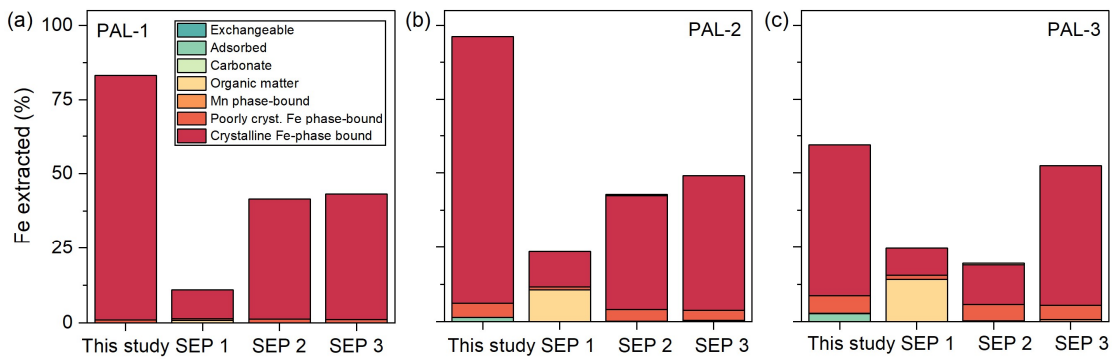 (a)
PAL-1
Exchangeable
Adsorbed
Carbonate
Organic matter
Mn phase-bound
Poorly cryst. Fe phase-bound
Crystalline Fe-phase bound
Fe extracted (%)
100
75
50
25
0
This study SEP 1 SEP 2 SEP 3
(b)
PAL-2
This study SEP 1 SEP 2 SEP 3
(c)
PAL-3
This study SEP 1 SEP 2 SEP 3